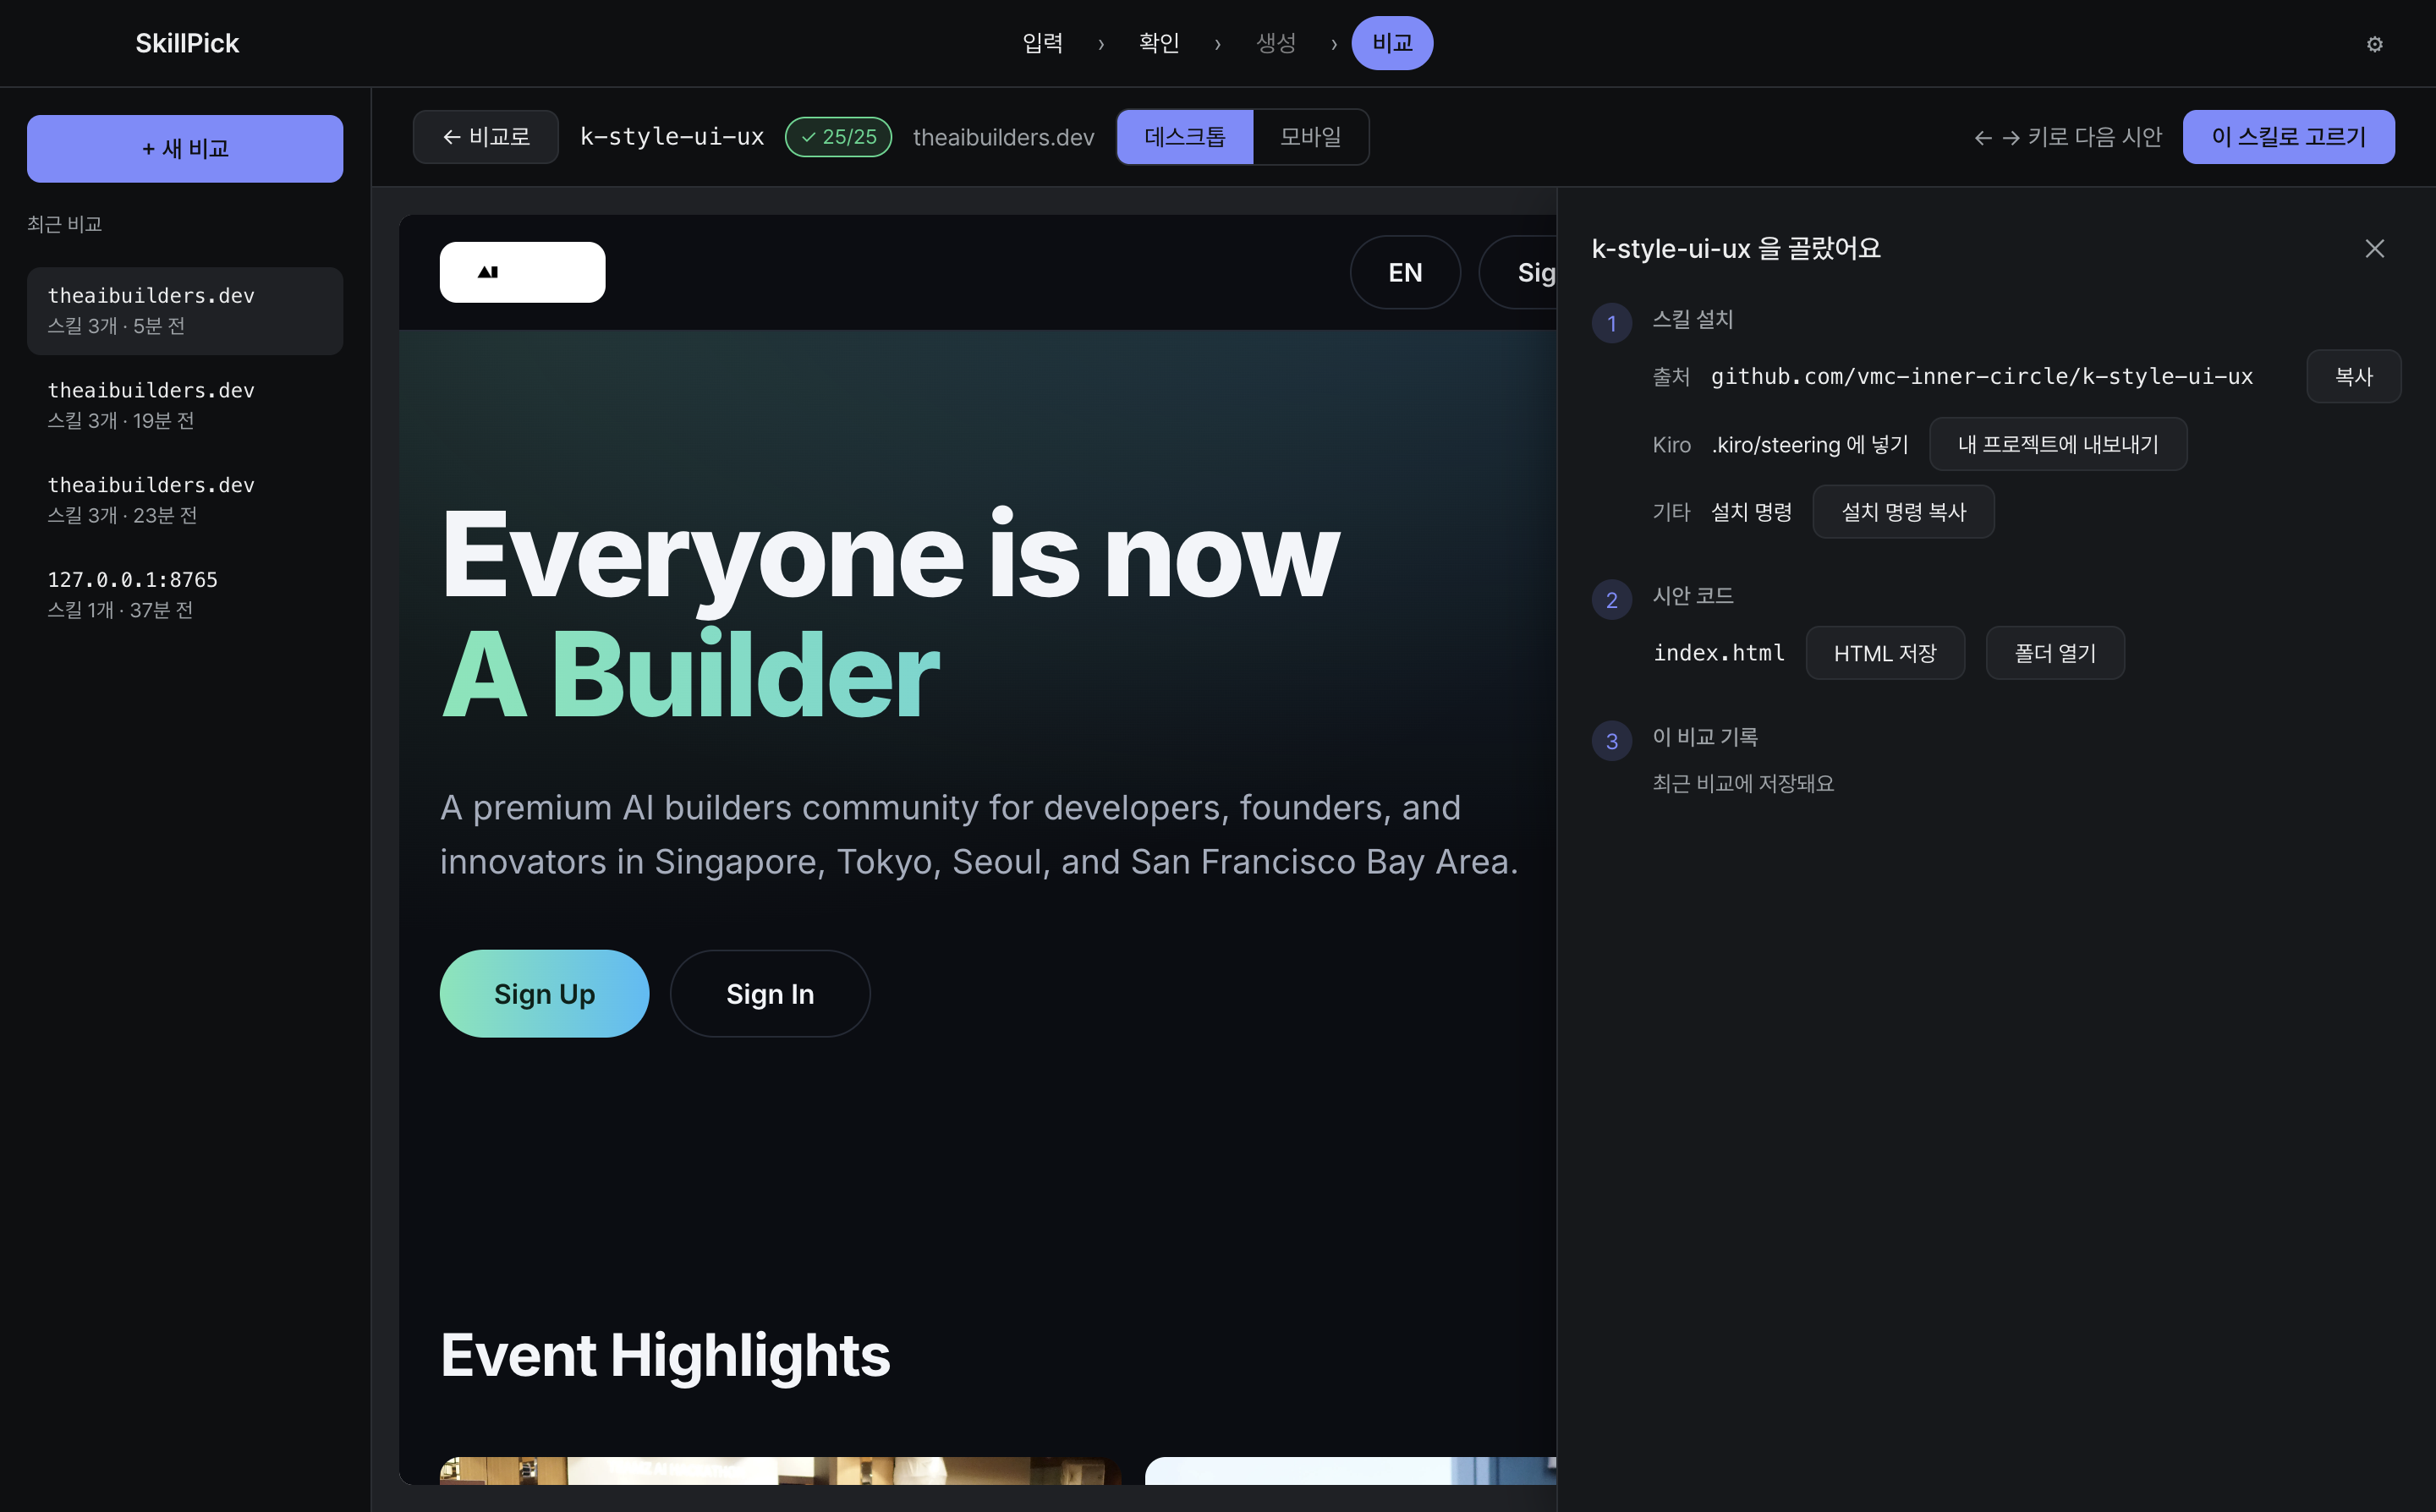 SkillPick
입력 › 확인 › 생성 › 비교
⚙
+ 새 비교
최근 비교
theaibuilders.dev
스킬 3개 · 5분 전
theaibuilders.dev
스킬 3개 · 19분 전
theaibuilders.dev
스킬 3개 · 23분 전
127.0.0.1:8765
스킬 1개 · 37분 전
← 비교로 k-style-ui-ux ✓ 25/25 theaibuilders.dev 데스크톱 모바일
← → 키로 다음 시안 이 스킬로 고르기
AI
EN Sig
Everyone is now
A Builder
A premium AI builders community for developers, founders, and
innovators in Singapore, Tokyo, Seoul, and San Francisco Bay Area.
Sign Up Sign In
Event Highlights
k-style-ui-ux 을 골랐어요
1 스킬 설치
출처 github.com/vmc-inner-circle/k-style-ui-ux 복사
Kiro .kiro/steering 에 넣기 내 프로젝트에 내보내기
기타 설치 명령 설치 명령 복사
2 시안 코드
index.html HTML 저장 폴더 열기
3 이 비교 기록
최근 비교에 저장돼요